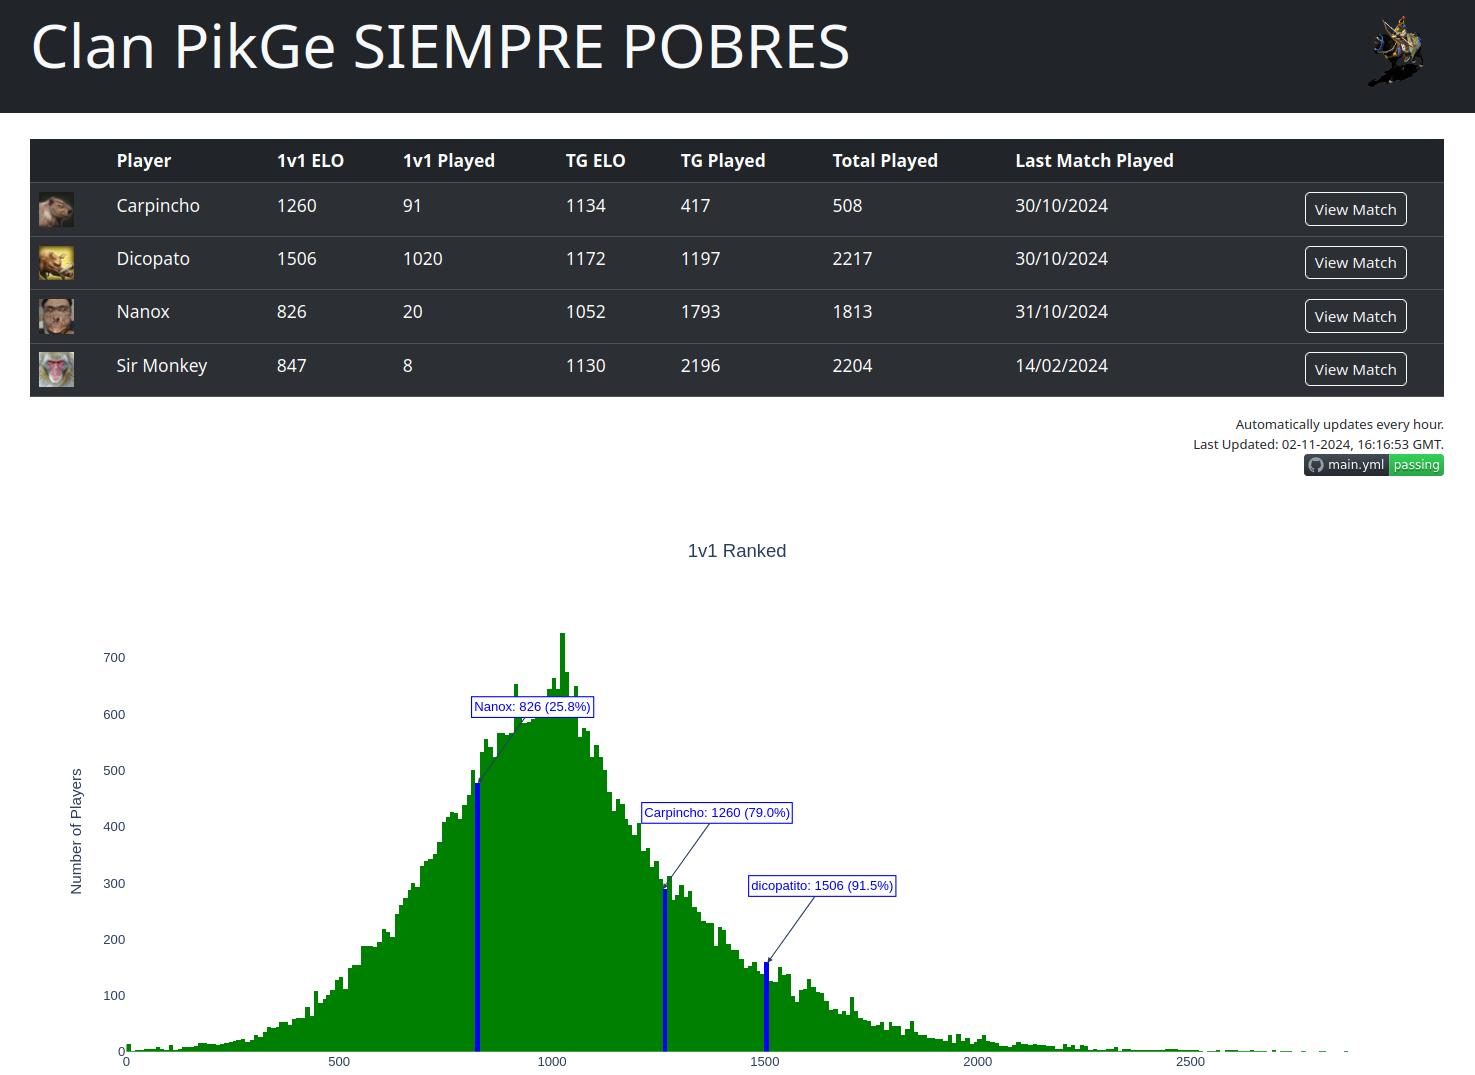 Clan PikGe SIEMPRE POBRES
Player 1v1 ELO 1v1 Played TG ELO TG Played Total Played Last Match Played
Carpincho 1260 91 1134 417 508 30/10/2024 View Match
Dicopato 1506 1020 1172 1197 2217 30/10/2024 View Match
Nanox 826 20 1052 1793 1813 31/10/2024 View Match
Sir Monkey 847 8 1130 2196 2204 14/02/2024 View Match
Automatically updates every hour.
Last Updated: 02-11-2024, 16:16:53 GMT.
main.yml passing
1v1 Ranked
700
600
500
400
300
200
100
0
Number of Players
Nanox: 826 (25.8%)
Carpincho: 1260 (79.0%)
dicopatito: 1506 (91.5%)
0 500 1000 1500 2000 2500